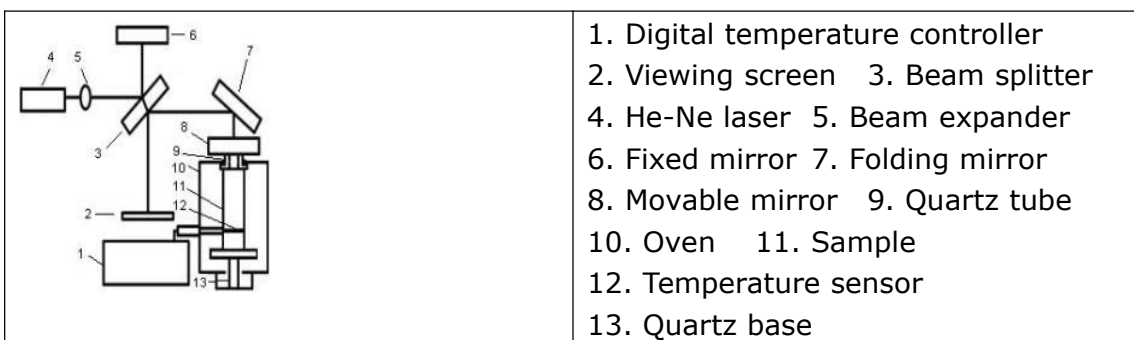 6
7
4
5
3
8
9
10
11
12
2
1
13
1. Digital temperature controller
2. Viewing screen 3. Beam splitter
4. He-Ne laser 5. Beam expander
6. Fixed mirror 7. Folding mirror
8. Movable mirror 9. Quartz tube
10. Oven 11. Sample
12. Temperature sensor
13. Quartz base